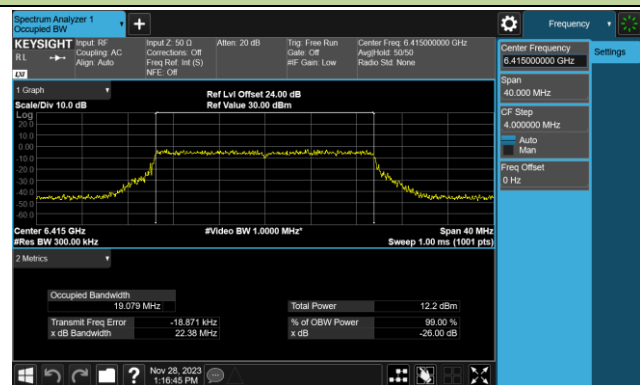 Spectrum Analyzer 1
Occupied BW
Frequency
KEYSIGHT
RL
LXI
Input: RF
Coupling: AC
Align: Auto
Input Z: 50 Ω
Corrections: Off
Freq Ref: Int (S)
NFE: Off
Atten: 20 dB
Trig: Free Run
Gate: Off
#IF Gain: Low
Center Freq: 6.415000000 GHz
Avg|Hold: 50/50
Radio Std: None
Center Frequency
6.415000000 GHz
Settings
Span
40.000 MHz
CF Step
4.000000 MHz
Auto
Man
Freq Offset
0 Hz
1 Graph
Scale/Div 10.0 dB
Ref Lvl Offset 24.00 dB
Ref Value 30.00 dBm
Log
20.0
10.0
0.00
-10.0
-20.0
-30.0
-40.0
-50.0
-60.0
Center 6.415 GHz
#Video BW 1.0000 MHz*
Span 40 MHz
#Res BW 300.00 kHz
Sweep 1.00 ms (1001 pts)
2 Metrics
Occupied Bandwidth
19.079 MHz
Total Power 12.2 dBm
Transmit Freq Error -18.871 kHz
% of OBW Power 99.00 %
x dB Bandwidth 22.38 MHz
x dB -26.00 dB
?
Nov 28, 2023
1:16:45 PM